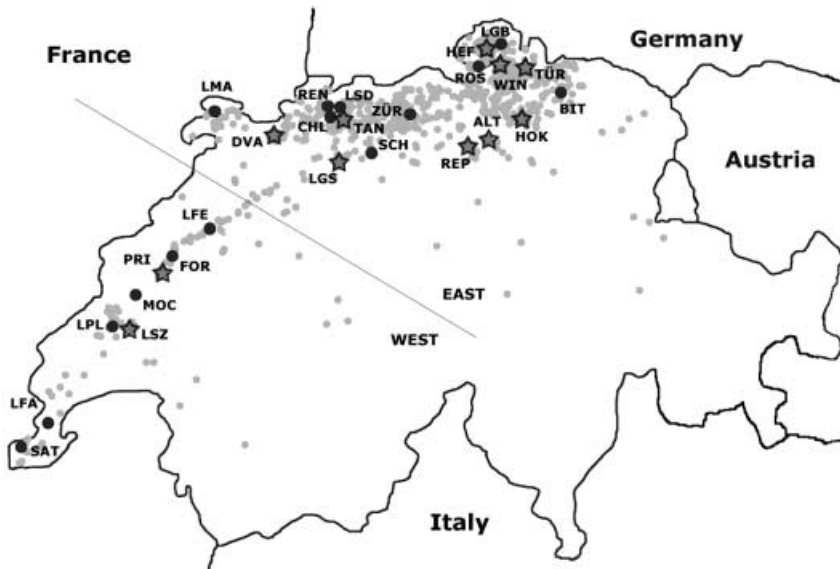 Germany
France
LGB
HEF
ROS
WIN
TÜR
LMA
REN
LSD
ZÜR
BIT
CHL
TAN
ALT
HOK
DVA
SCH
REP
LGS
Austria
LFE
PRI
FOR
EAST
MOC
WEST
LPL
LSZ
LFA
SAT
Italy